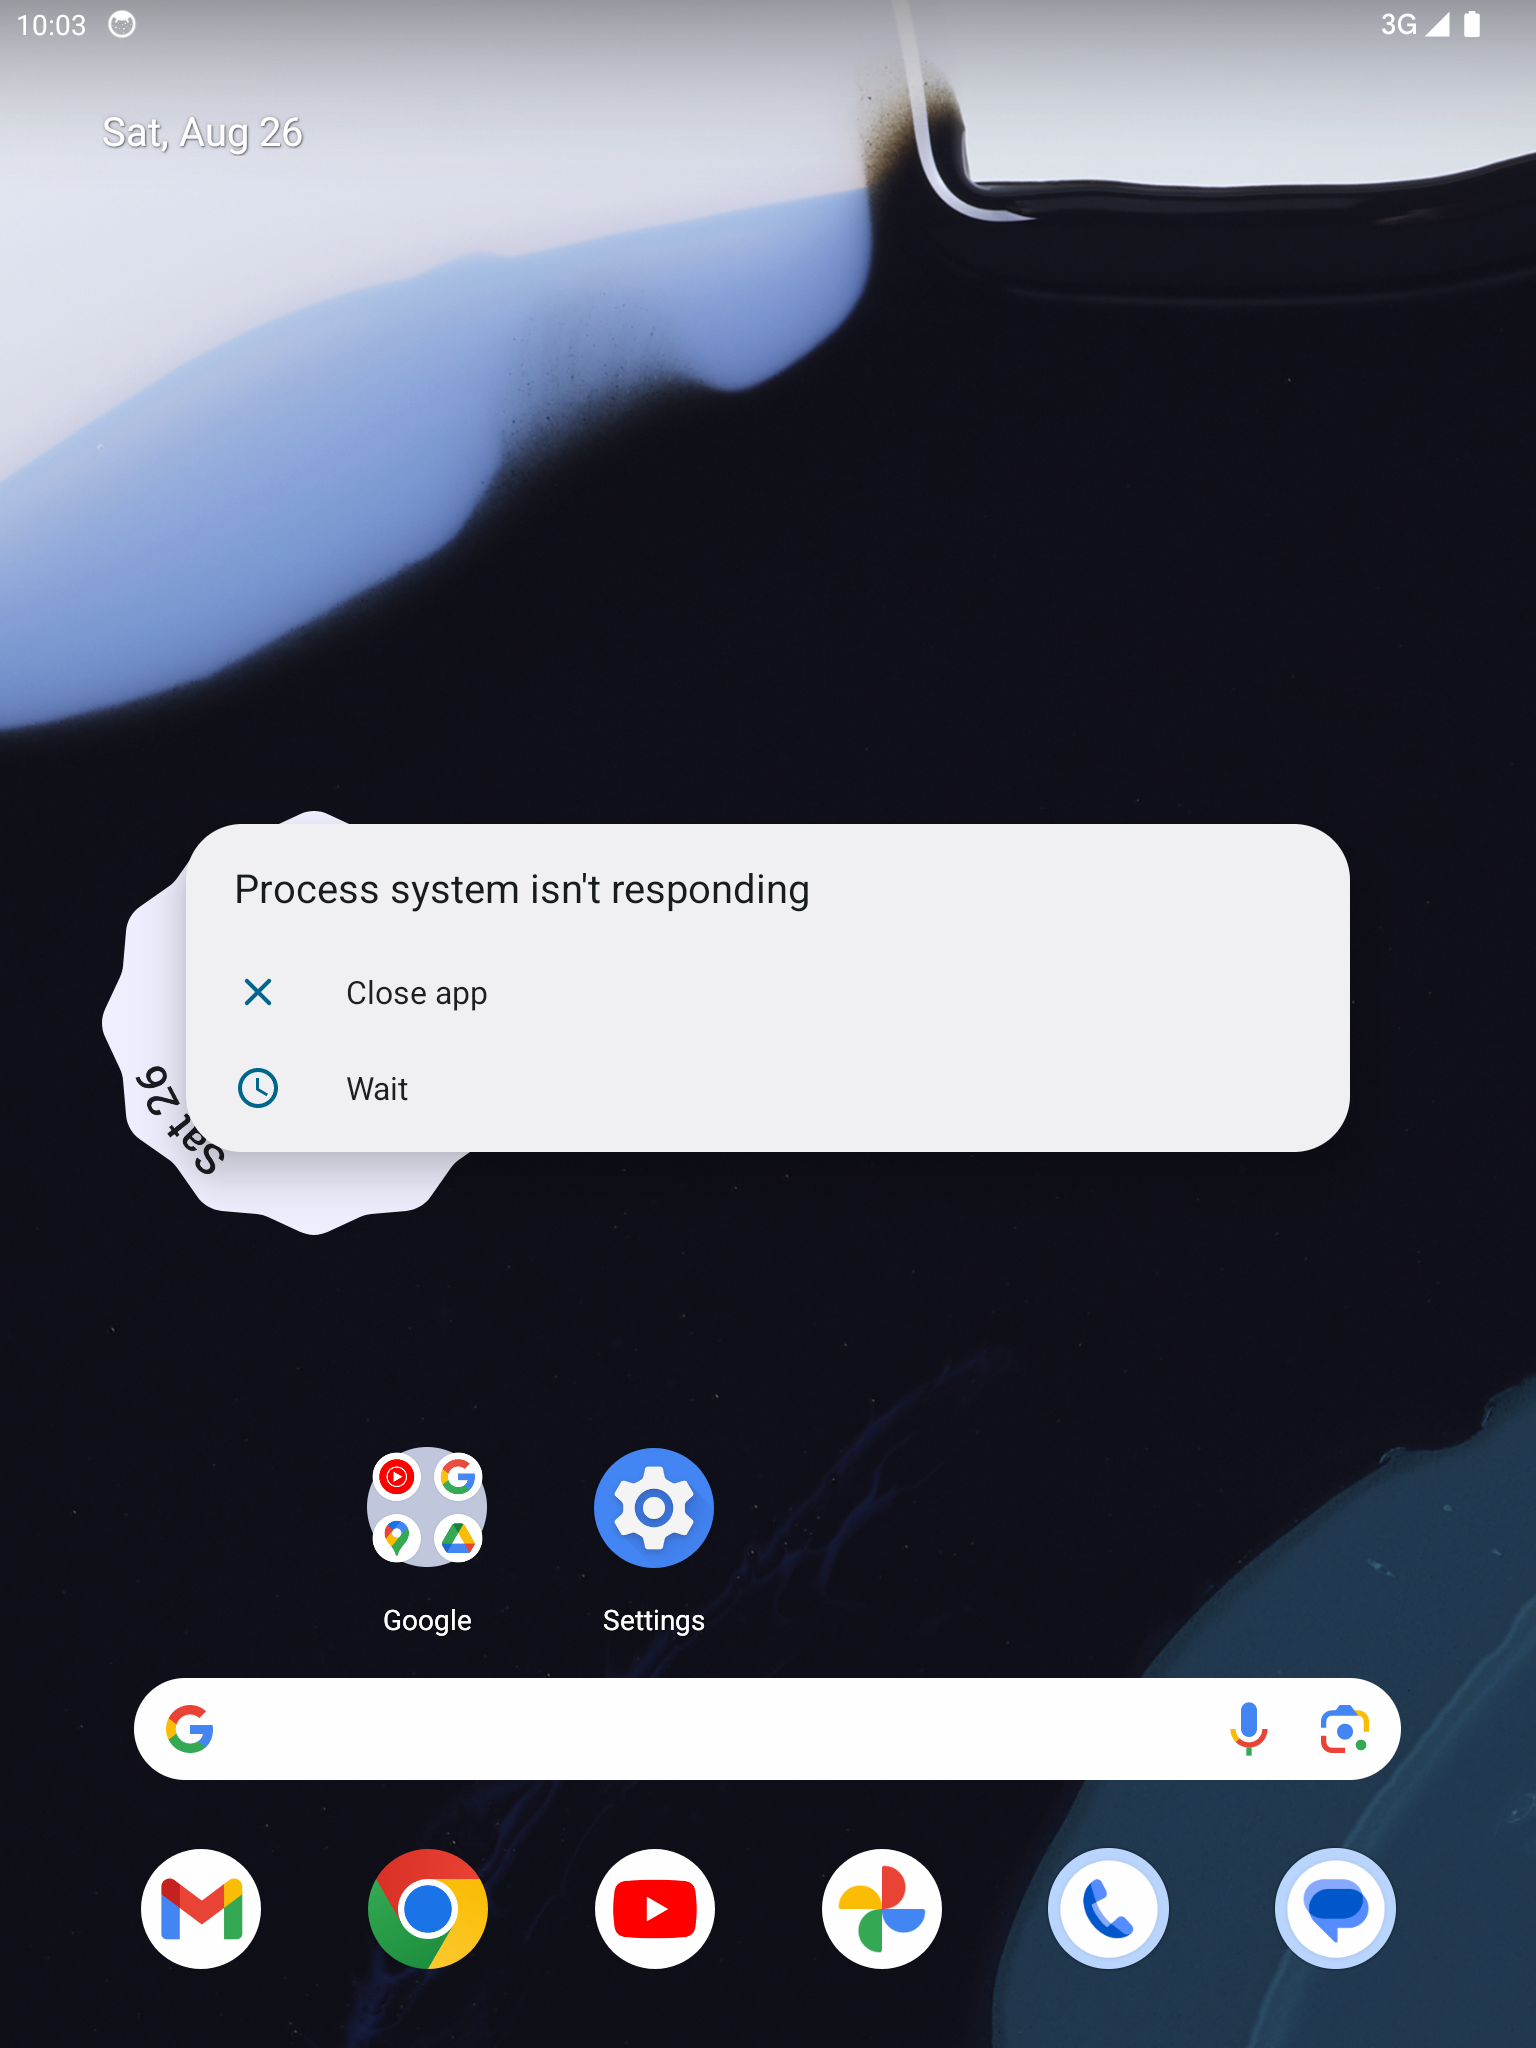 10:03
3G
Sat, Aug 26
Process system isn't responding
Close app
Wait
Sat 26
Google
Settings